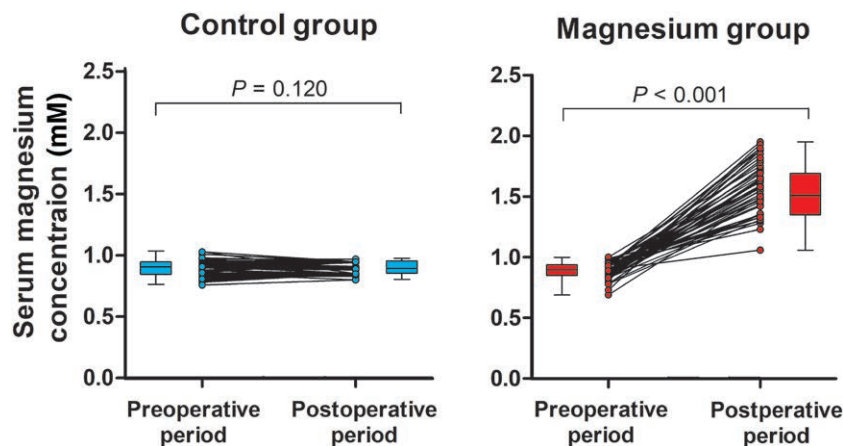 Control group
Serum magnesium
concentraion (mM)
2.5
2.0
1.5
1.0
0.5
0.0
P = 0.120
Preoperative
period
Postoperative
period
Magnesium group
2.5
2.0
1.5
1.0
0.5
0.0
P < 0.001
Preoperative
period
Postperative
period